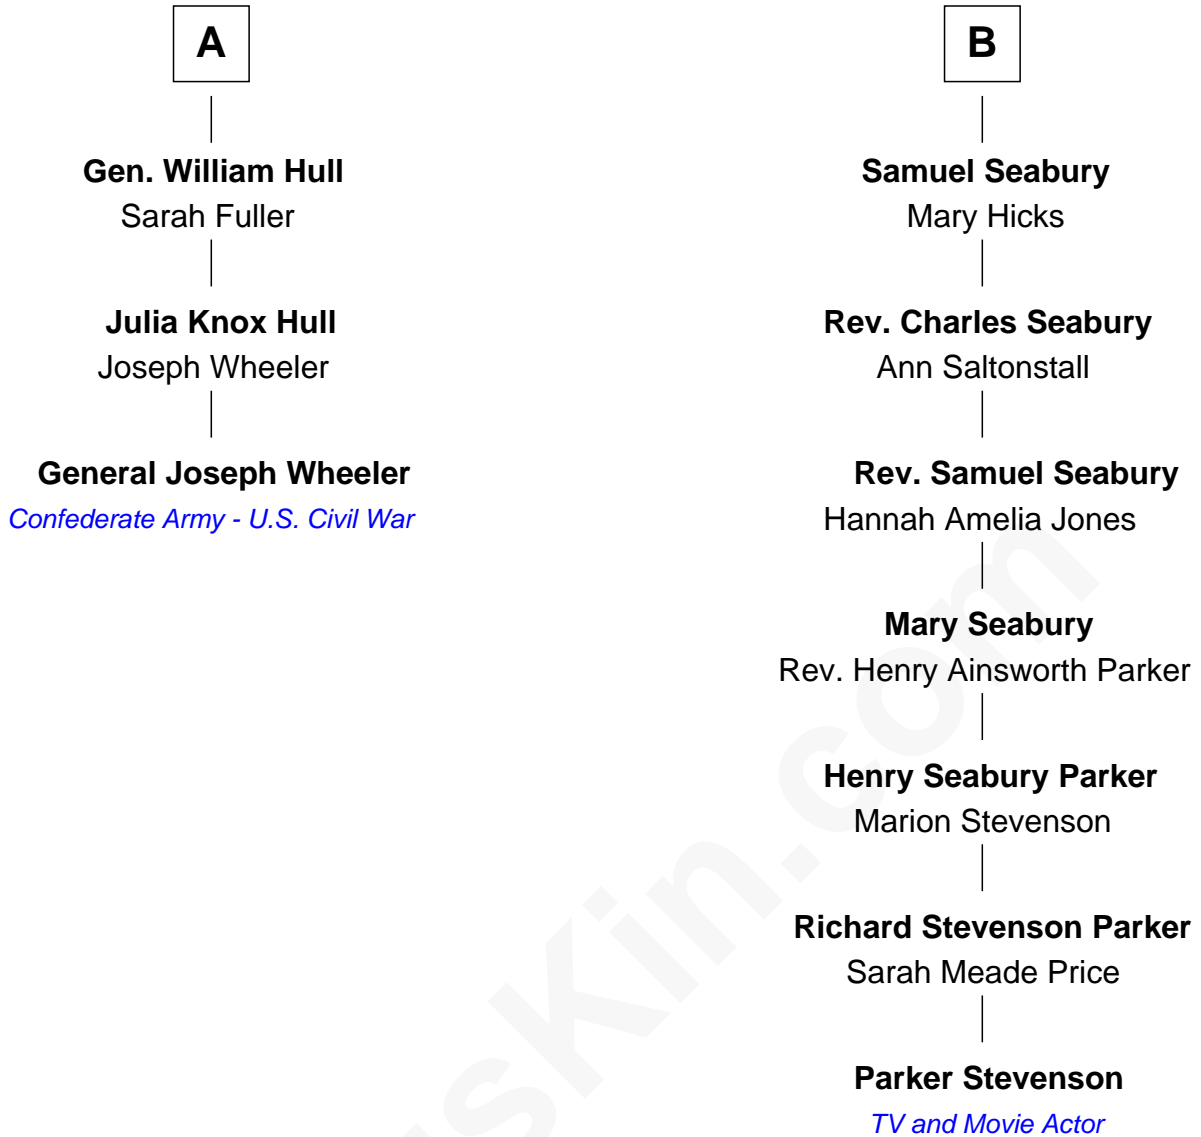 A
Gen. William Hull
Sarah Fuller
Julia Knox Hull
Joseph Wheeler
General Joseph Wheeler
Confederate Army - U.S. Civil War
B
Samuel Seabury
Mary Hicks
Rev. Charles Seabury
Ann Saltonstall
Rev. Samuel Seabury
Hannah Amelia Jones
Mary Seabury
Rev. Henry Ainsworth Parker
Henry Seabury Parker
Marion Stevenson
Richard Stevenson Parker
Sarah Meade Price
Parker Stevenson
TV and Movie Actor